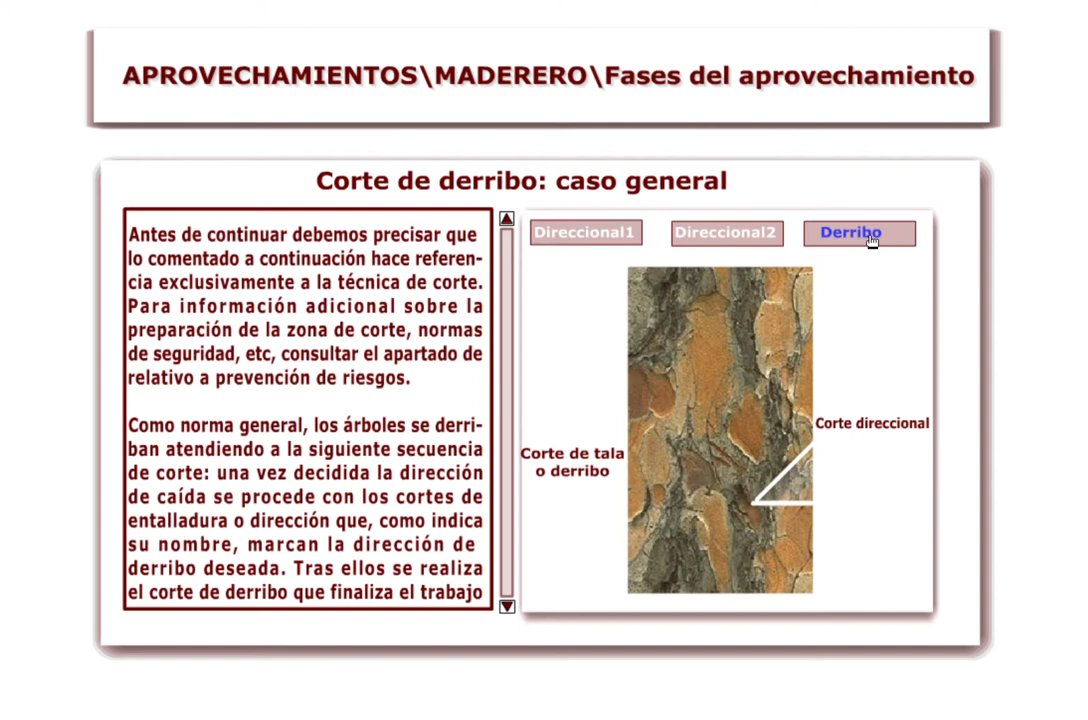 APROVECHAMIENTOS\MADERERO\Fases del aprovechamiento
Corte de derribo: caso general
Antes de continuar debemos precisar que
lo comentado a continuación hace referen-
cia exclusivamente a la técnica de corte.
Para información adicional sobre la
preparación de la zona de corte, normas
de seguridad, etc, consultar el apartado de
relativo a prevención de riesgos.
Como norma general, los árboles se derri-
ban atendiendo a la siguiente secuencia
de corte: una vez decidida la dirección
de caída se procede con los cortes de
entalladura o dirección que, como indica
su nombre, marcan la dirección de
derribo deseada. Tras ellos se realiza
el corte de derribo que finaliza el trabajo
Direccional1
Direccional2
Derribo
Corte direccional
Corte de tala
o derribo